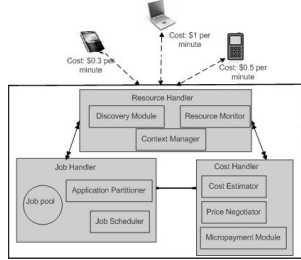 Cost: $1 per
minute
Cost: $0.3 per
minute
Cost: $0.5 per
minute
Resource Handler
Discovery Module
Resource Monitor
Context Manager
Job Handler
Application Partitioner
Job pool
Job Scheduler
Cost Handler
Cost Estimator
Price Negotiator
Micropayment Module